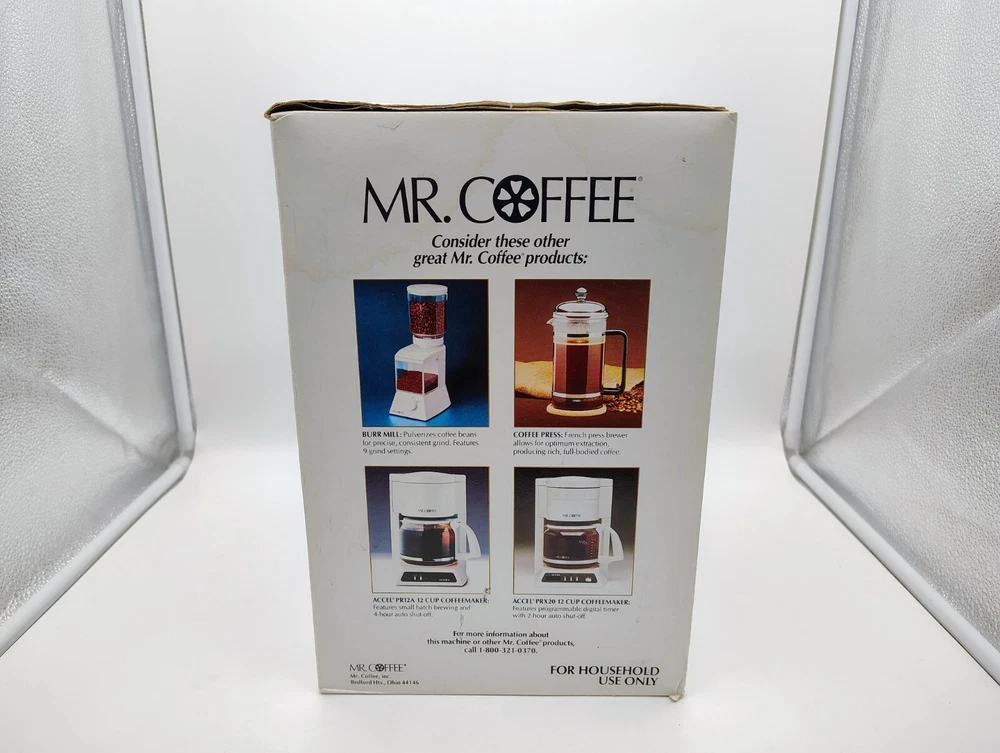 MR. COFFEE®
Consider these other
great Mr. Coffee® products:
BURR MILL: Pulverizes coffee beans
for precise, consistent grind. Features
9 grind settings.
COFFEE PRESS: French press brewer
allows for optimum extraction,
producing rich, full-bodied coffee.
MR. COFFEE
MR. COFFEE
ACCEL® PR12A 12 CUP COFFEEMAKER:
Features small batch brewing and
4-hour auto shut-off.
ACCEL® PRX20 12 CUP COFFEEMAKER:
Features programmable digital timer
with 2-hour auto shut-off.
For more information about
this machine or other Mr. Coffee® products,
call 1-800-321-0370.
MR. COFFEE®
Mr. Coffee, inc.
Bedford Hts., Ohio 44146
FOR HOUSEHOLD
USE ONLY